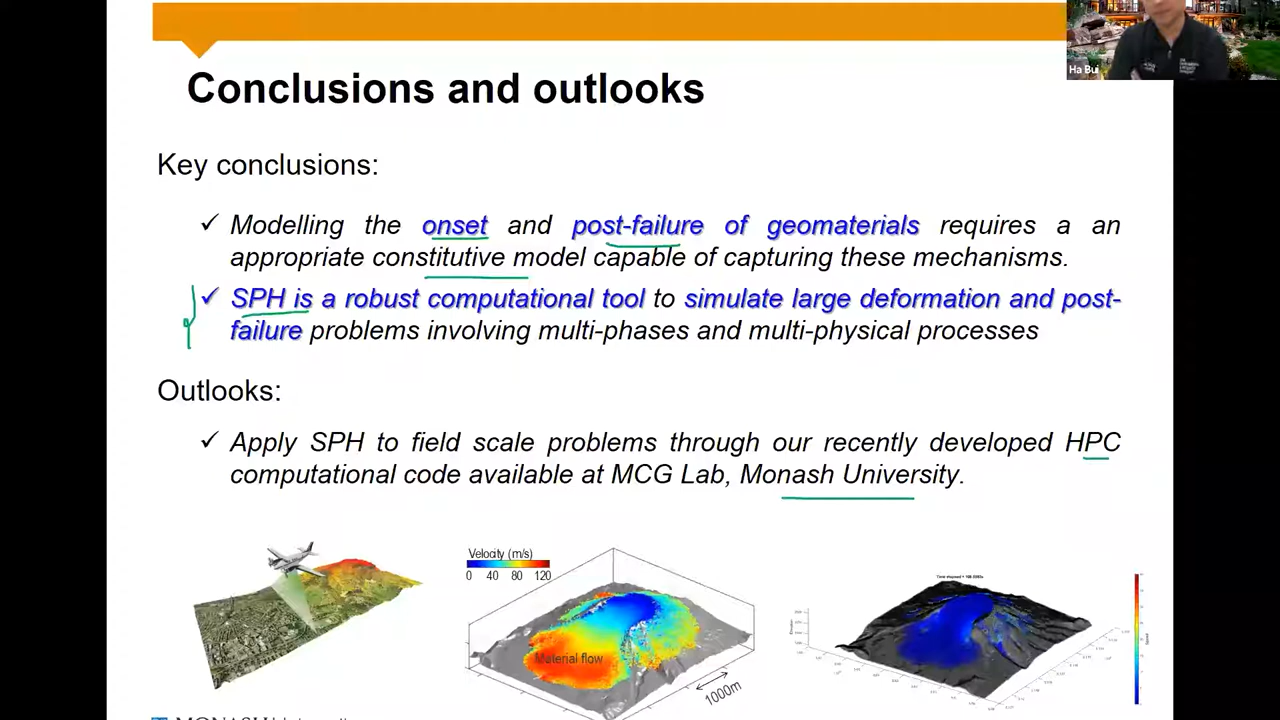 Ha Bui
Conclusions and outlooks
Key conclusions:
✓ Modelling the onset and post-failure of geomaterials requires a an
appropriate constitutive model capable of capturing these mechanisms.
✓ SPH is a robust computational tool to simulate large deformation and post-
failure problems involving multi-phases and multi-physical processes
Outlooks:
✓ Apply SPH to field scale problems through our recently developed HPC
computational code available at MCG Lab, Monash University.
Velocity (m/s)
0 40 80 120
Material flow
1000m
MONASH